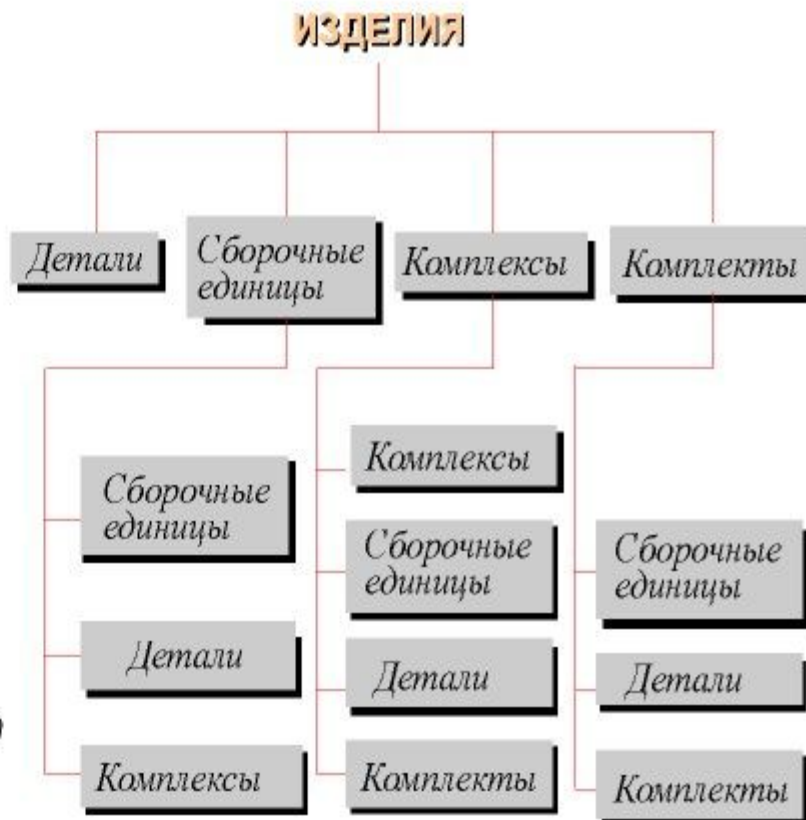 ИЗДЕЛИЯ
Детали
Сборочные
единицы
Комплексы
Комплекты
Сборочные
единицы
Детали
Комплексы
Комплексы
Сборочные
единицы
Детали
Комплекты
Сборочные
единицы
Детали
Комплекты